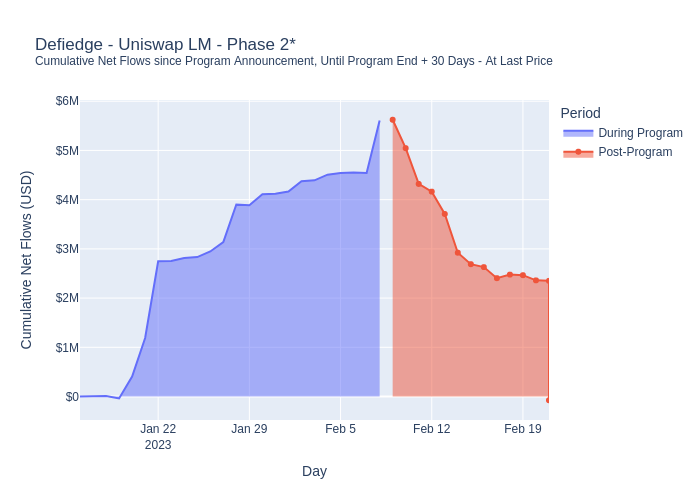 Defiedge - Uniswap LM - Phase 2*
Cumulative Net Flows since Program Announcement, Until Program End + 30 Days - At Last Price
Period
During Program
Post-Program
Cumulative Net Flows (USD)
$6M
$5M
$4M
$3M
$2M
$1M
$0
Jan 22
2023
Jan 29
Feb 5
Feb 12
Feb 19
Day